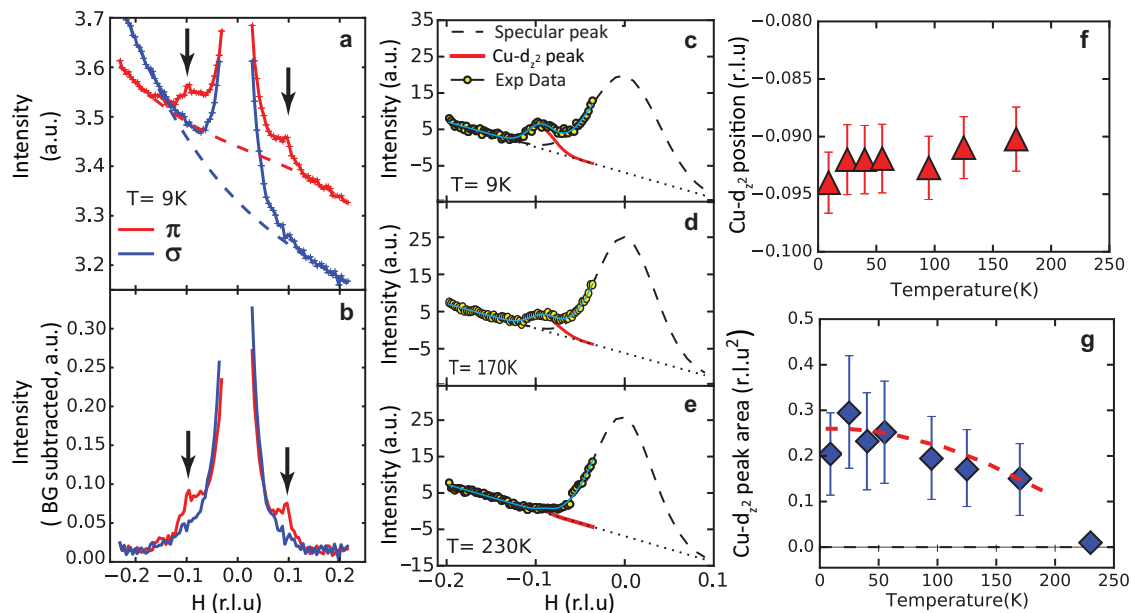 a
Intensity
(a.u.)
3.7
3.6
3.5
3.4
3.3
3.2
T= 9K
π
σ
b
Intensity
( BG subtracted, a.u.)
0.30
0.25
0.20
0.15
0.10
0.05
0.00
−0.2 −0.1 0.0 0.1 0.2
H (r.l.u)
c
Intensity (a.u.)
25
15
5
−5
Specular peak
Cu-dz² peak
Exp Data
T= 9K
d
Intensity (a.u.)
25
15
5
−5
T= 170K
e
Intensity (a.u.)
25
15
5
−5
−15
T= 230K
−0.2 −0.1 0.0 0.1
H (r.l.u)
f
Cu-dz² position (r.l.u)
−0.080
−0.085
−0.090
−0.095
−0.100
0 50 100 150 200 250
Temperature(K)
g
Cu-dz² peak area (r.l.u²)
0.5
0.4
0.3
0.2
0.1
0.0
0 50 100 150 200 250
Temperature(K)